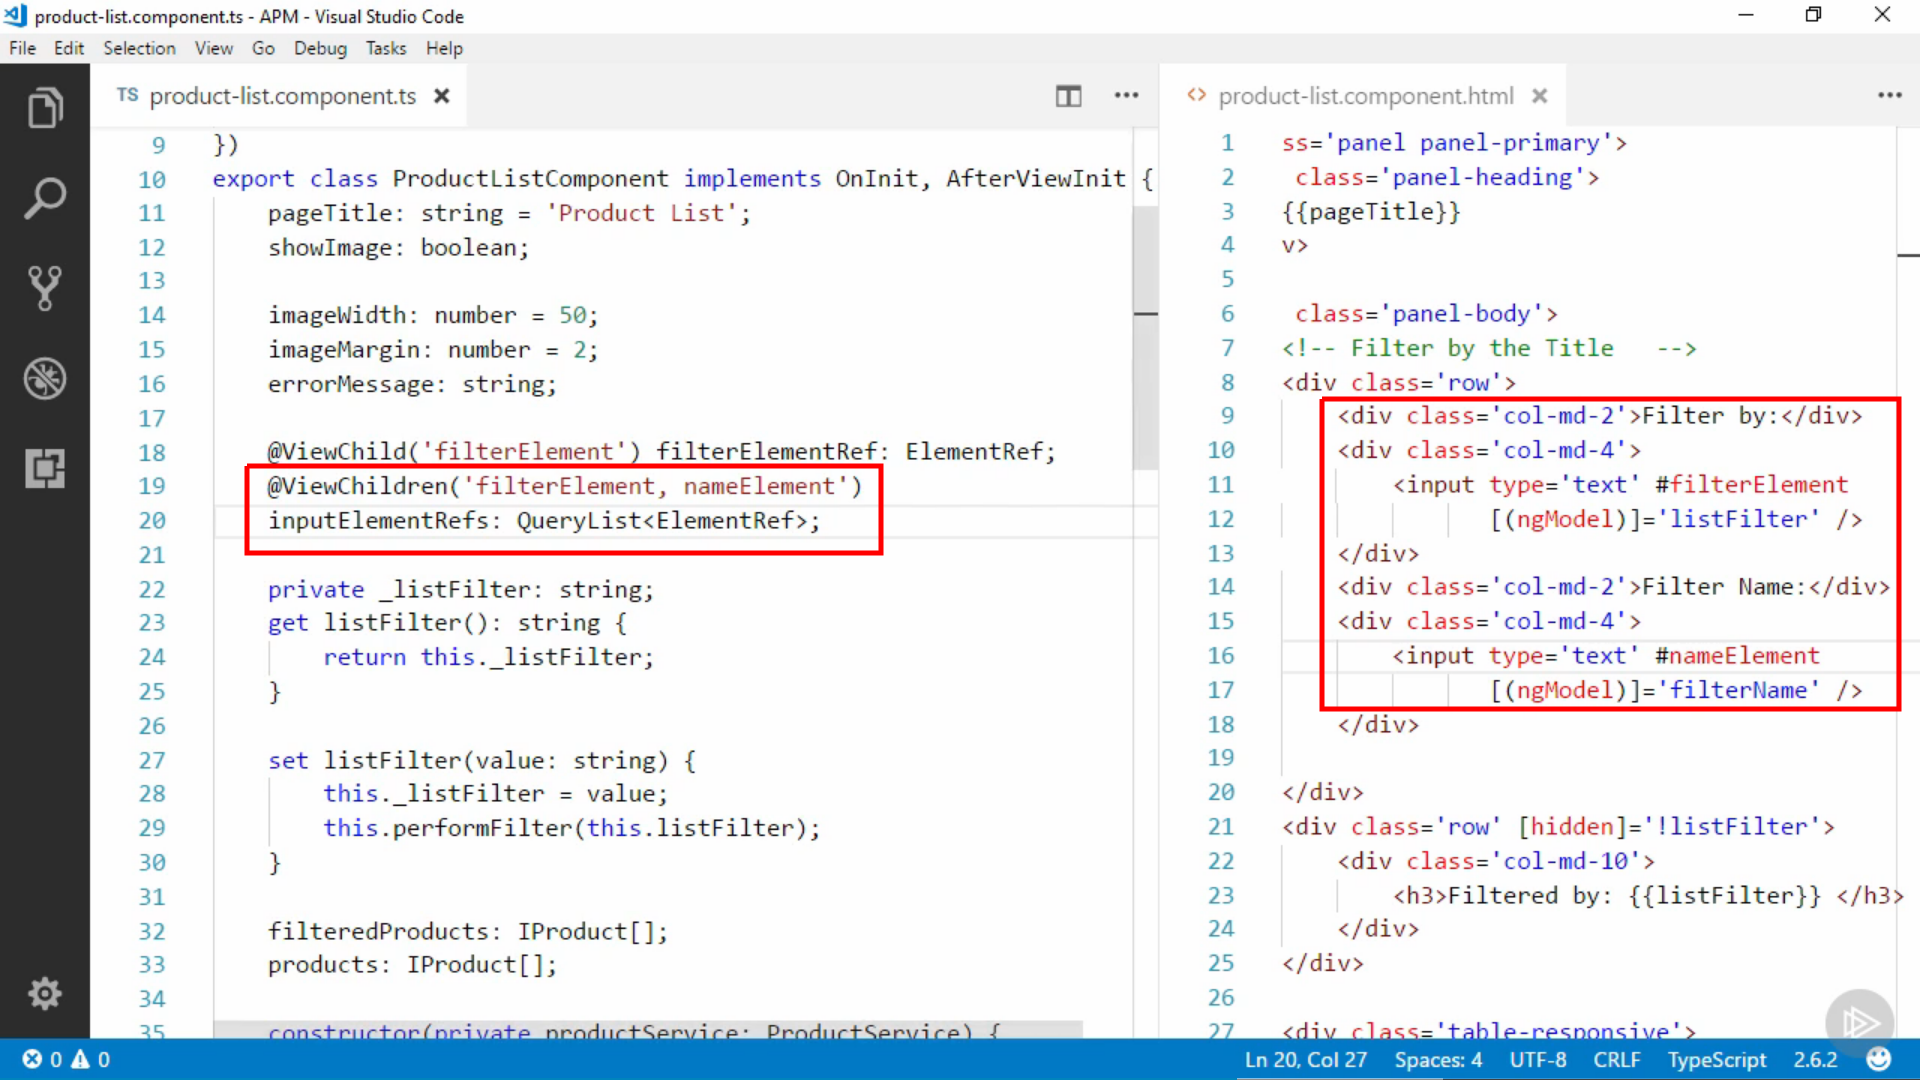 product-list.component.ts - APM - Visual Studio Code
File Edit Selection View Go Debug Tasks Help
TS product-list.component.ts
9 })
10 export class ProductListComponent implements OnInit, AfterViewInit {
11 pageTitle: string = 'Product List';
12 showImage: boolean;
13
14 imageWidth: number = 50;
15 imageMargin: number = 2;
16 errorMessage: string;
17
18 @ViewChild('filterElement') filterElementRef: ElementRef;
19 @ViewChildren('filterElement, nameElement')
20 inputElementRefs: QueryList<ElementRef>;
21
22 private _listFilter: string;
23 get listFilter(): string {
24 return this._listFilter;
25 }
26
27 set listFilter(value: string) {
28 this._listFilter = value;
29 this.performFilter(this.listFilter);
30 }
31
32 filteredProducts: IProduct[];
33 products: IProduct[];
34
35 constructor(private productService: ProductService) {
<> product-list.component.html
1 ss='panel panel-primary'>
2 class='panel-heading'>
3 {{pageTitle}}
4 v>
5
6 class='panel-body'>
7 <!-- Filter by the Title -->
8 <div class='row'>
9 <div class='col-md-2'>Filter by:</div>
10 <div class='col-md-4'>
11 <input type='text' #filterElement
12 [(ngModel)]='listFilter' />
13 </div>
14 <div class='col-md-2'>Filter Name:</div>
15 <div class='col-md-4'>
16 <input type='text' #nameElement
17 [(ngModel)]='filterName' />
18 </div>
19
20 </div>
21 <div class='row' [hidden]='!listFilter'>
22 <div class='col-md-10'>
23 <h3>Filtered by: {{listFilter}} </h3>
24 </div>
25 </div>
26
27 <div class='table-responsive'>
0 0
Ln 20, Col 27 Spaces: 4 UTF-8 CRLF TypeScript 2.6.2